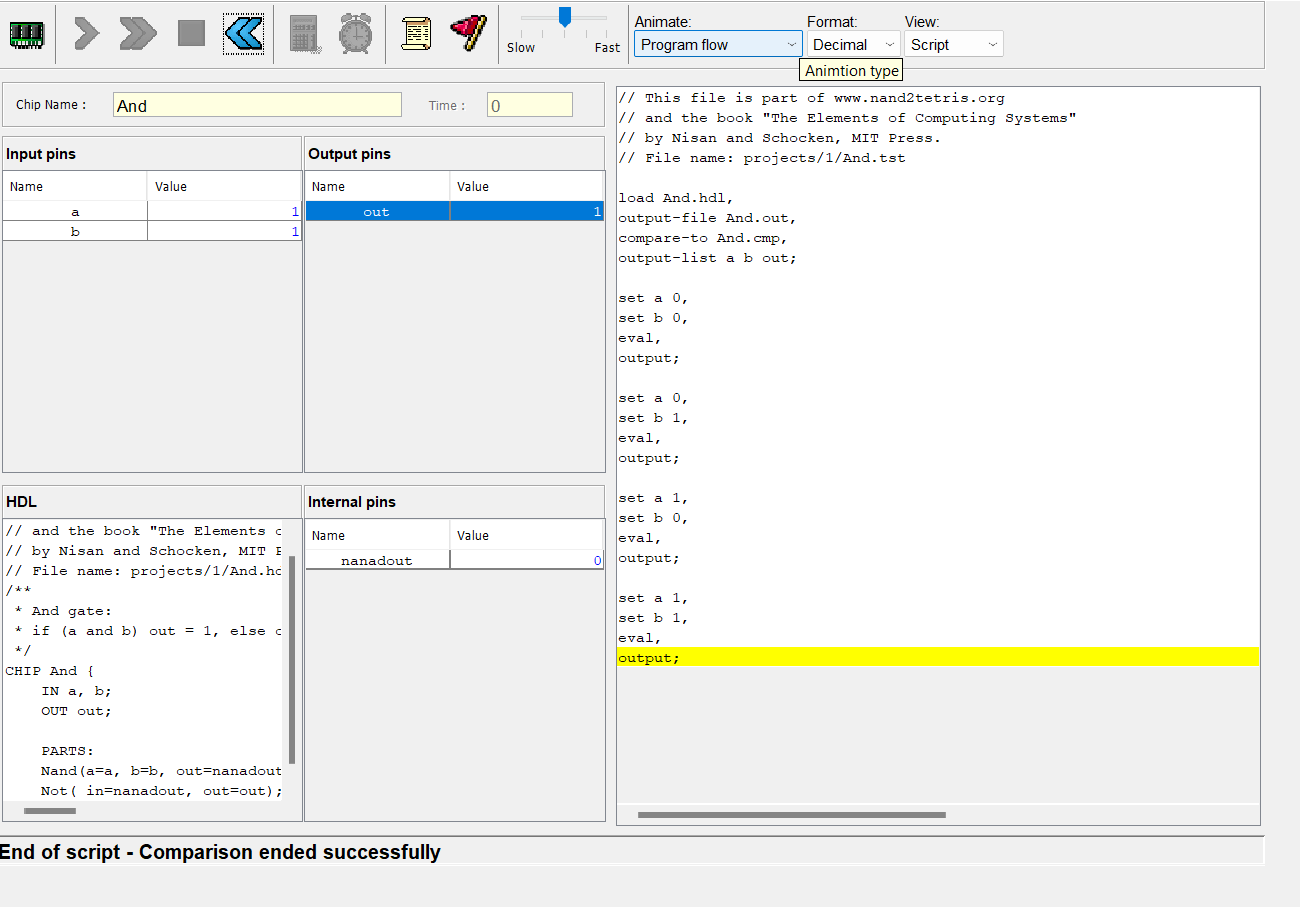 Slow
Fast
Animate:
Program flow
Format:
Decimal
View:
Script
Animtion type
Chip Name :
And
Time :
0
Input pins
Name Value
a 1
b 1
Output pins
Name Value
out 1
HDL
// and the book "The Elements
// by Nisan and Schocken, MIT
// File name: projects/1/And.hd
/**
* And gate:
* if (a and b) out = 1, else
*/
CHIP And {
IN a, b;
OUT out;
PARTS:
Nand(a=a, b=b, out=nanadout
Not( in=nanadout, out=out);
Internal pins
Name Value
nanadout 0
// This file is part of www.nand2tetris.org
// and the book "The Elements of Computing Systems"
// by Nisan and Schocken, MIT Press.
// File name: projects/1/And.tst
load And.hdl,
output-file And.out,
compare-to And.cmp,
output-list a b out;
set a 0,
set b 0,
eval,
output;
set a 0,
set b 1,
eval,
output;
set a 1,
set b 0,
eval,
output;
set a 1,
set b 1,
eval,
output;
End of script - Comparison ended successfully